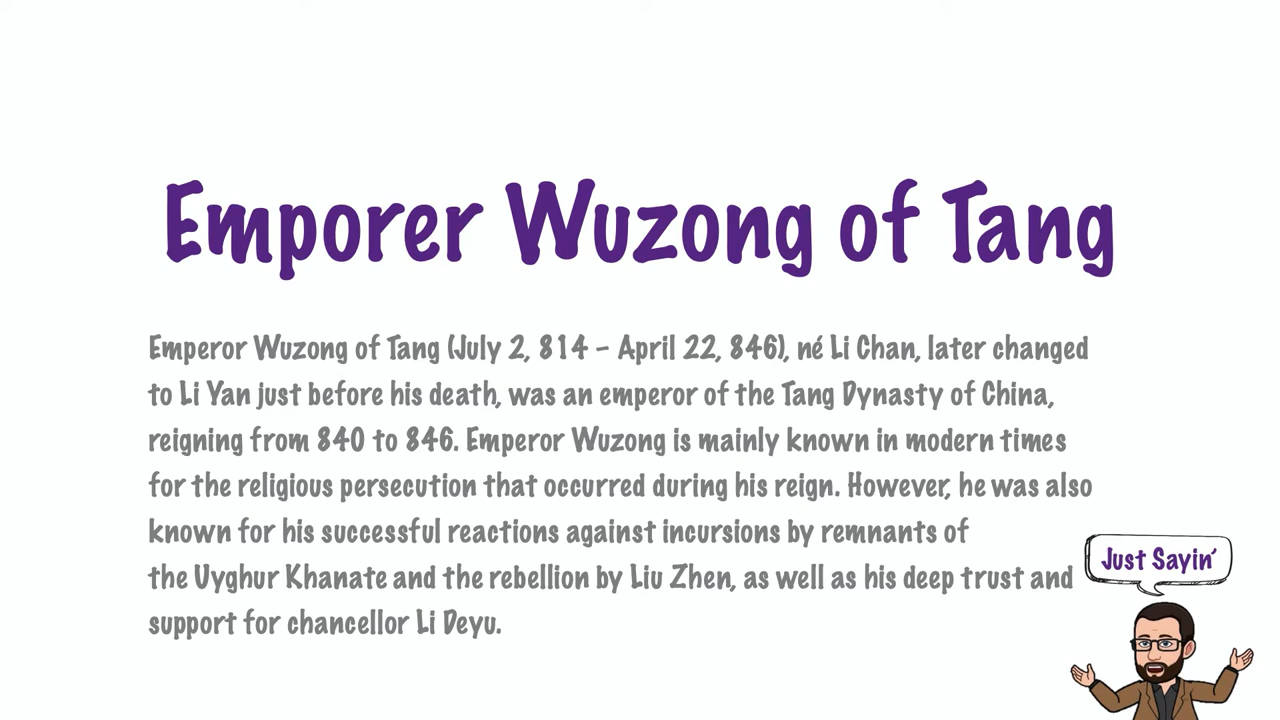 Emporer Wuzong of Tang
Emperor Wuzong of Tang (July 2, 814 – April 22, 846), né Li Chan, later changed
to Li Yan just before his death, was an emperor of the Tang Dynasty of China,
reigning from 840 to 846. Emperor Wuzong is mainly known in modern times
for the religious persecution that occurred during his reign. However, he was also
known for his successful reactions against incursions by remnants of
the Uyghur Khanate and the rebellion by Liu Zhen, as well as his deep trust and
support for chancellor Li Deyu.
Just Sayin'